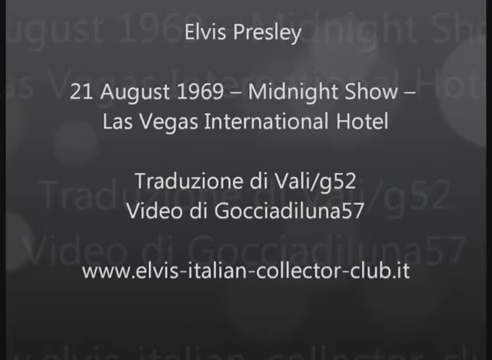 Elvis Presley
21 August 1969 – Midnight Show –
Las Vegas International Hotel
Traduzione di Vali/g52
Video di Gocciadiluna57
www.elvis-italian-collector-club.it